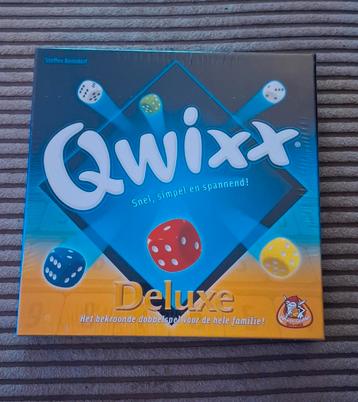 Steffen Benndorf
Qwixx®
Snel, simpel en spannend!
Deluxe
Het bekroonde dobbelspel voor de hele familie!